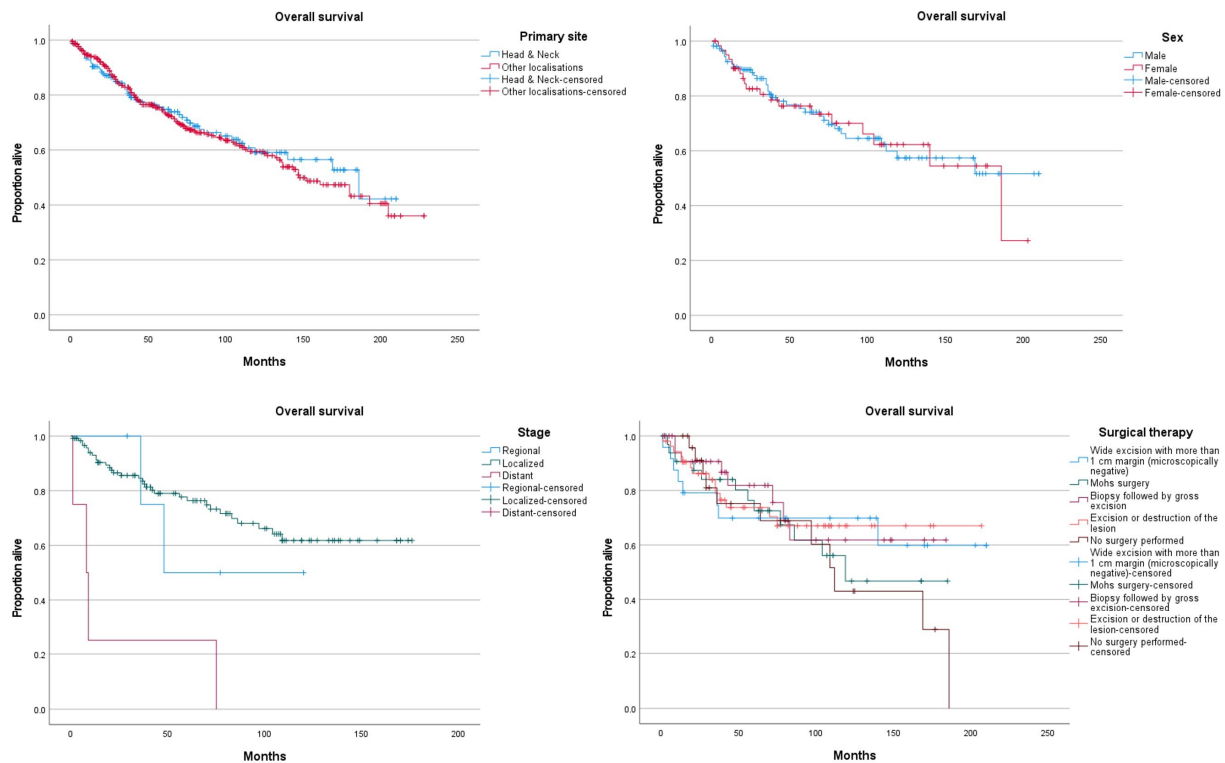 Overall survival
Primary site
Head & Neck
Other localisations
Head & Neck-censored
Other localisations-censored
Proportion alive
1.0
0.8
0.6
0.4
0.2
0.0
0
50
100
150
200
250
Months
Overall survival
Sex
Male
Female
Male-censored
Female-censored
Proportion alive
1.0
0.8
0.6
0.4
0.2
0.0
0
50
100
150
200
250
Months
Overall survival
Stage
Regional
Localized
Distant
Regional-censored
Localized-censored
Distant-censored
Proportion alive
1.0
0.8
0.6
0.4
0.2
0.0
0
50
100
150
200
Months
Overall survival
Surgical therapy
Wide excision with more than
1 cm margin (microscopically
negative)
Mohs surgery
Biopsy followed by gross
excision
Excision or destruction of the
lesion
No surgery performed
Wide excision with more than
1 cm margin (microscopically
negative)-censored
Mohs surgery-censored
Biopsy followed by gross
excision-censored
Excision or destruction of the
lesion-censored
No surgery performed-
censored
Proportion alive
1.0
0.8
0.6
0.4
0.2
0.0
0
50
100
150
200
250
Months